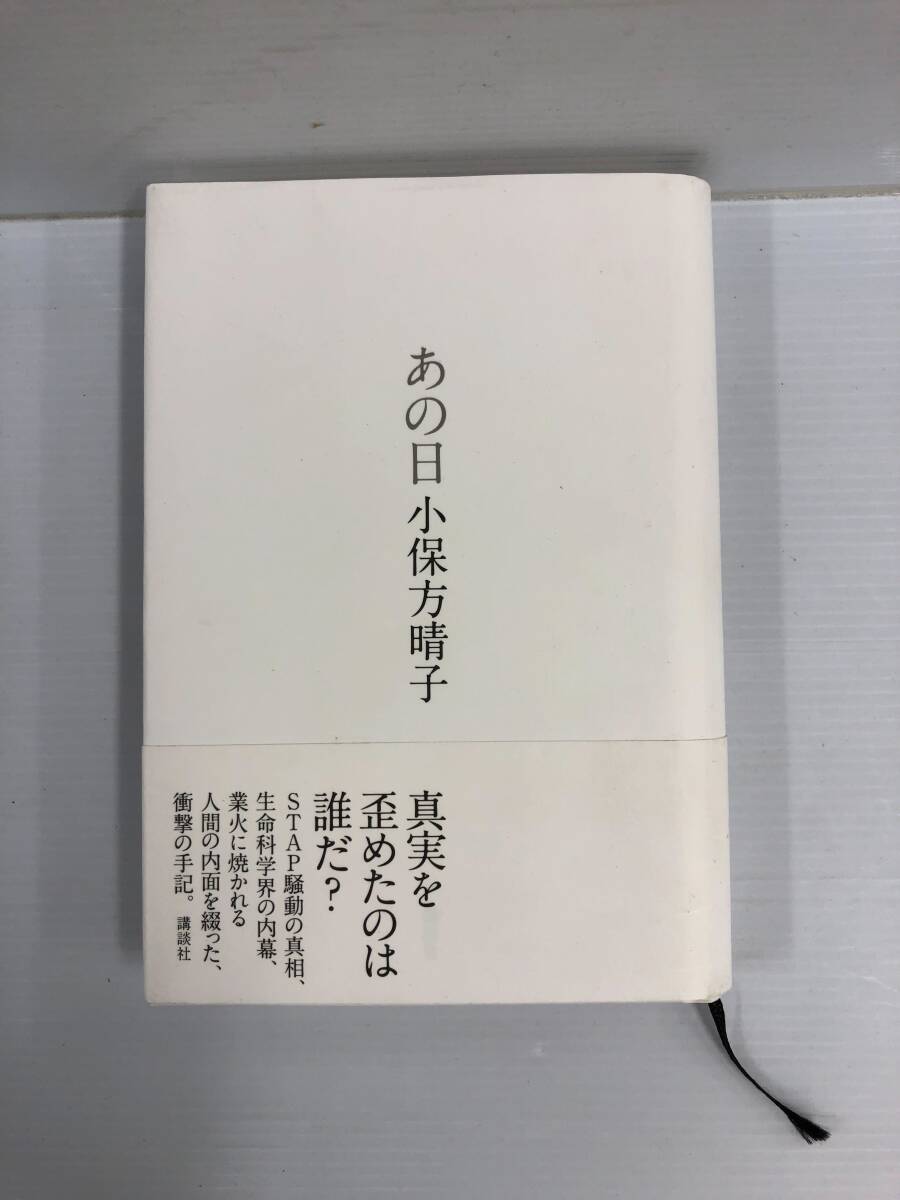 あの日
小保方晴子
真実を
歪めたのは
誰だ？
STAP騒動の真相、
生命科学界の内幕、
業火に焼かれる
人間の内面を綴った、
衝撃の手記。
講談社